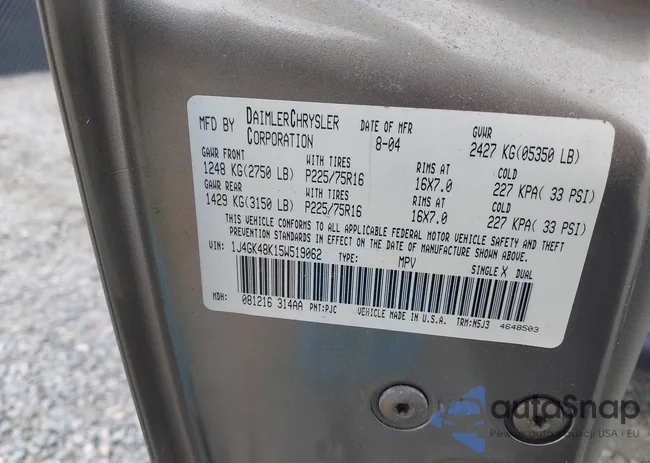 MFD BY DAIMLERCHRYSLER CORPORATION DATE OF MFR 8-04 GVWR 2427 KG(05350 LB)
GAWR FRONT WITH TIRES RIMS AT COLD
1248 KG(2750 LB) P225/75R16 16X7.0 227 KPA( 33 PSI)
GAWR REAR WITH TIRES RIMS AT COLD
1429 KG(3150 LB) P225/75R16 16X7.0 227 KPA( 33 PSI)
THIS VEHICLE CONFORMS TO ALL APPLICABLE FEDERAL MOTOR VEHICLE SAFETY AND THEFT
PREVENTION STANDARDS IN EFFECT ON THE DATE OF MANUFACTURE SHOWN ABOVE.
VIN: 1J4GK48K15W519062 TYPE: MPV SINGLE X DUAL
MDH: 081216 314AA PNT:PJC VEHICLE MADE IN U.S.A. TRM:N5J3 4648503
autoSnap
USA i EU